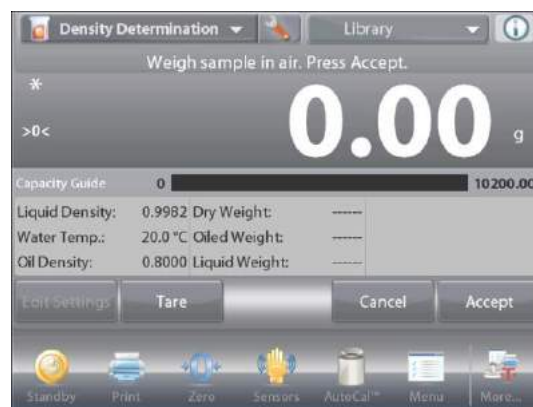 Density Determination Library
Weigh sample in air. Press Accept.
*
>0<
0.00 g
Capacity Guide 0 10200.00
Liquid Density: 0.9982 Dry Weight: ------
Water Temp.: 20.0 °C Oiled Weight: ------
Oil Density: 0.8000 Liquid Weight: ------
Edit Settings Tare Cancel Accept
Standby Print Zero Sensors AutoCal™ Menu More...